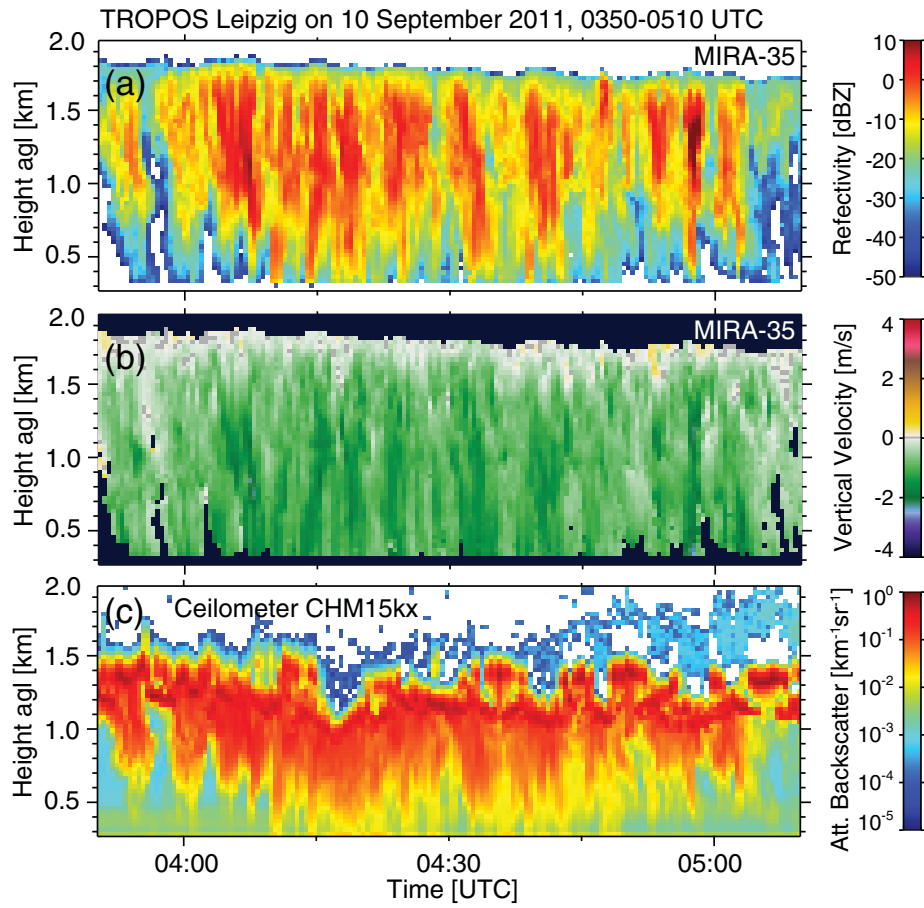 TROPOS Leipzig on 10 September 2011, 0350-0510 UTC
2.0
1.5
1.0
0.5
Height agl [km]
(a)
MIRA-35
10
0
-10
-20
-30
-40
-50
Refectivity [dBZ]
2.0
1.5
1.0
0.5
Height agl [km]
(b)
MIRA-35
4
2
0
-2
-4
Vertical Velocity [m/s]
2.0
1.5
1.0
0.5
Height agl [km]
(c)
Ceilometer CHM15kx
10⁰
10⁻¹
10⁻²
10⁻³
10⁻⁴
10⁻⁵
Att. Backscatter [km⁻¹sr⁻¹]
04:00
04:30
05:00
Time [UTC]